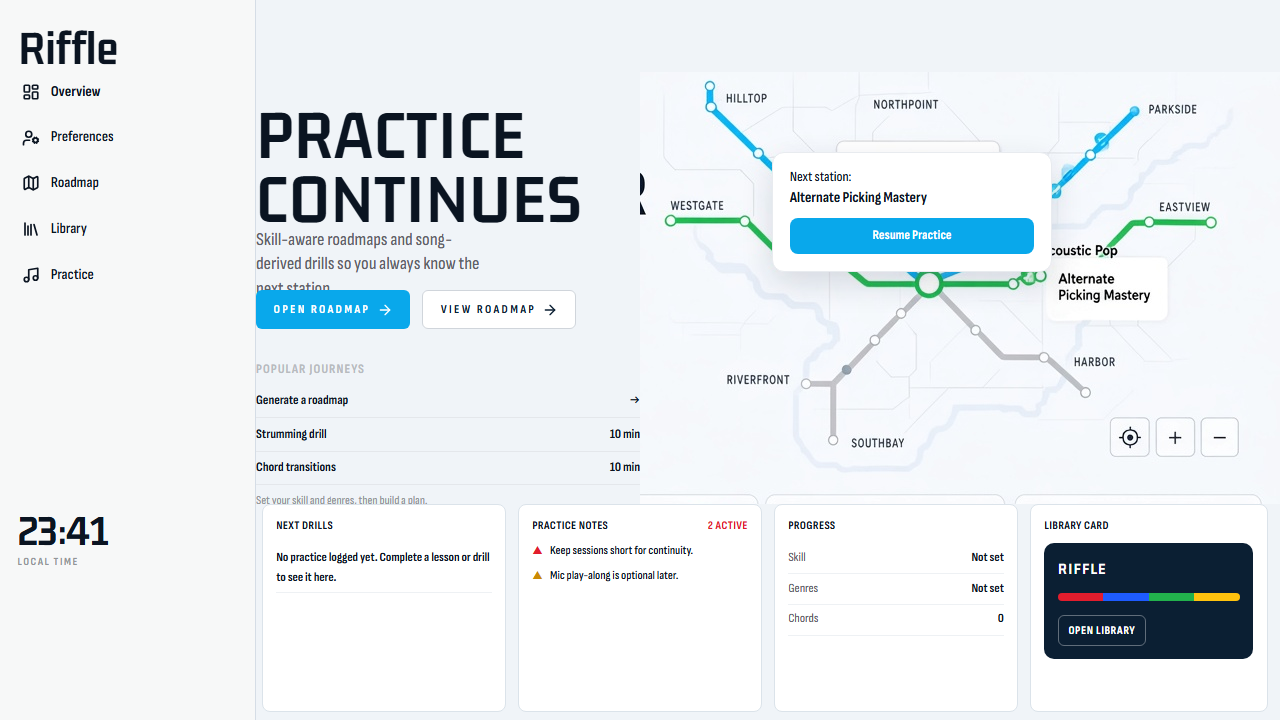 Riffle
Overview
Preferences
Roadmap
Library
Practice
23:41
LOCAL TIME
PRACTICE
CONTINUES
Skill-aware roadmaps and song-
derived drills so you always know the
next station.
OPEN ROADMAP
VIEW ROADMAP
POPULAR JOURNEYS
Generate a roadmap
Strumming drill 10 min
Chord transitions 10 min
Set your skill and genres, then build a plan.
HILLTOP
NORTHPOINT
PARKSIDE
WESTGATE
EASTVIEW
Next station:
Alternate Picking Mastery
Resume Practice
coustic Pop
Alternate
Picking Mastery
HARBOR
RIVERFRONT
SOUTHBAY
NEXT DRILLS
No practice logged yet. Complete a lesson or drill
to see it here.
PRACTICE NOTES 2 ACTIVE
Keep sessions short for continuity.
Mic play-along is optional later.
PROGRESS
Skill Not set
Genres Not set
Chords 0
LIBRARY CARD
RIFFLE
OPEN LIBRARY